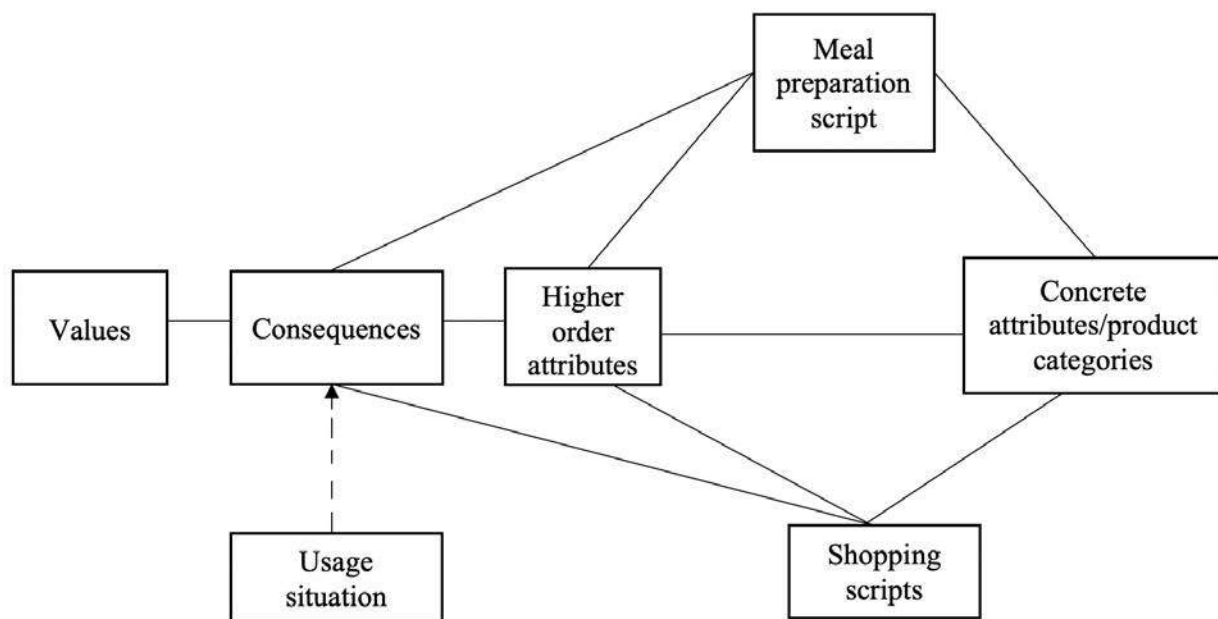 Meal
preparation
script
Values
Consequences
Higher
order
attributes
Concrete
attributes/product
categories
Usage
situation
Shopping
scripts